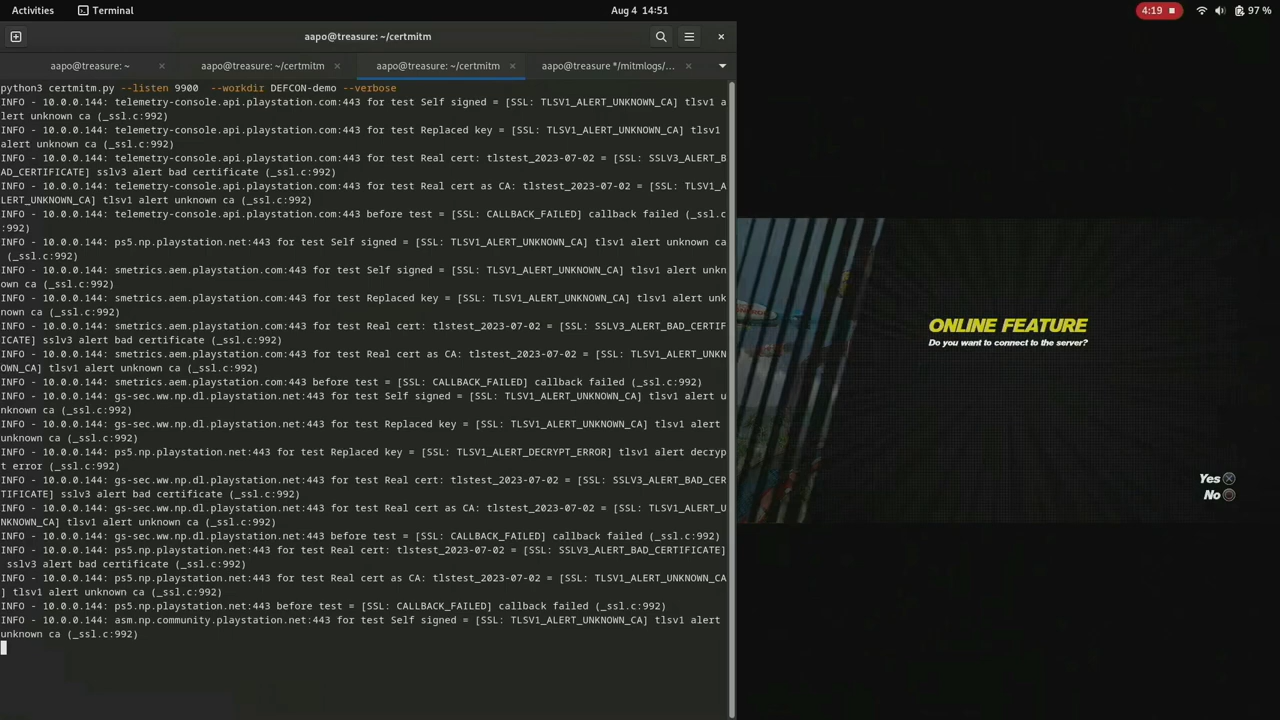 Activities
Terminal
Aug 4 14:51
4:19
97 %
aapo@treasure: ~/certmitm
aapo@treasure: ~
aapo@treasure: ~/certmitm
aapo@treasure: ~/certmitm
aapo@treasure */mitmlogs/...
python3 certmitm.py --listen 9900  --workdir DEFCON-demo --verbose
INFO - 10.0.0.144: telemetry-console.api.playstation.com:443 for test Self signed = [SSL: TLSV1_ALERT_UNKNOWN_CA] tlsv1 a
lert unknown ca (_ssl.c:992)
INFO - 10.0.0.144: telemetry-console.api.playstation.com:443 for test Replaced key = [SSL: TLSV1_ALERT_UNKNOWN_CA] tlsv1
alert unknown ca (_ssl.c:992)
INFO - 10.0.0.144: telemetry-console.api.playstation.com:443 for test Real cert: tlstest_2023-07-02 = [SSL: SSLV3_ALERT_B
AD_CERTIFICATE] sslv3 alert bad certificate (_ssl.c:992)
INFO - 10.0.0.144: telemetry-console.api.playstation.com:443 for test Real cert as CA: tlstest_2023-07-02 = [SSL: TLSV1_A
LERT_UNKNOWN_CA] tlsv1 alert unknown ca (_ssl.c:992)
INFO - 10.0.0.144: telemetry-console.api.playstation.com:443 before test = [SSL: CALLBACK_FAILED] callback failed (_ssl.c
:992)
INFO - 10.0.0.144: ps5.np.playstation.net:443 for test Self signed = [SSL: TLSV1_ALERT_UNKNOWN_CA] tlsv1 alert unknown ca
(_ssl.c:992)
INFO - 10.0.0.144: smetrics.aem.playstation.com:443 for test Self signed = [SSL: TLSV1_ALERT_UNKNOWN_CA] tlsv1 alert unkn
own ca (_ssl.c:992)
INFO - 10.0.0.144: smetrics.aem.playstation.com:443 for test Replaced key = [SSL: TLSV1_ALERT_UNKNOWN_CA] tlsv1 alert unk
nown ca (_ssl.c:992)
INFO - 10.0.0.144: smetrics.aem.playstation.com:443 for test Real cert: tlstest_2023-07-02 = [SSL: SSLV3_ALERT_BAD_CERTIF
ICATE] sslv3 alert bad certificate (_ssl.c:992)
INFO - 10.0.0.144: smetrics.aem.playstation.com:443 for test Real cert as CA: tlstest_2023-07-02 = [SSL: TLSV1_ALERT_UNKN
OWN_CA] tlsv1 alert unknown ca (_ssl.c:992)
INFO - 10.0.0.144: smetrics.aem.playstation.com:443 before test = [SSL: CALLBACK_FAILED] callback failed (_ssl.c:992)
INFO - 10.0.0.144: gs-sec.ww.np.dl.playstation.net:443 for test Self signed = [SSL: TLSV1_ALERT_UNKNOWN_CA] tlsv1 alert u
nknown ca (_ssl.c:992)
INFO - 10.0.0.144: gs-sec.ww.np.dl.playstation.net:443 for test Replaced key = [SSL: TLSV1_ALERT_UNKNOWN_CA] tlsv1 alert
unknown ca (_ssl.c:992)
INFO - 10.0.0.144: ps5.np.playstation.net:443 for test Replaced key = [SSL: TLSV1_ALERT_DECRYPT_ERROR] tlsv1 alert decryp
t error (_ssl.c:992)
INFO - 10.0.0.144: gs-sec.ww.np.dl.playstation.net:443 for test Real cert: tlstest_2023-07-02 = [SSL: SSLV3_ALERT_BAD_CER
TIFICATE] sslv3 alert bad certificate (_ssl.c:992)
INFO - 10.0.0.144: gs-sec.ww.np.dl.playstation.net:443 for test Real cert as CA: tlstest_2023-07-02 = [SSL: TLSV1_ALERT_U
NKNOWN_CA] tlsv1 alert unknown ca (_ssl.c:992)
INFO - 10.0.0.144: gs-sec.ww.np.dl.playstation.net:443 before test = [SSL: CALLBACK_FAILED] callback failed (_ssl.c:992)
INFO - 10.0.0.144: ps5.np.playstation.net:443 for test Real cert: tlstest_2023-07-02 = [SSL: SSLV3_ALERT_BAD_CERTIFICATE]
sslv3 alert bad certificate (_ssl.c:992)
INFO - 10.0.0.144: ps5.np.playstation.net:443 for test Real cert as CA: tlstest_2023-07-02 = [SSL: TLSV1_ALERT_UNKNOWN_CA
] tlsv1 alert unknown ca (_ssl.c:992)
INFO - 10.0.0.144: ps5.np.playstation.net:443 before test = [SSL: CALLBACK_FAILED] callback failed (_ssl.c:992)
INFO - 10.0.0.144: asm.np.community.playstation.net:443 for test Self signed = [SSL: TLSV1_ALERT_UNKNOWN_CA] tlsv1 alert
unknown ca (_ssl.c:992)
ONLINE FEATURE
Do you want to connect to the server?
Yes
No